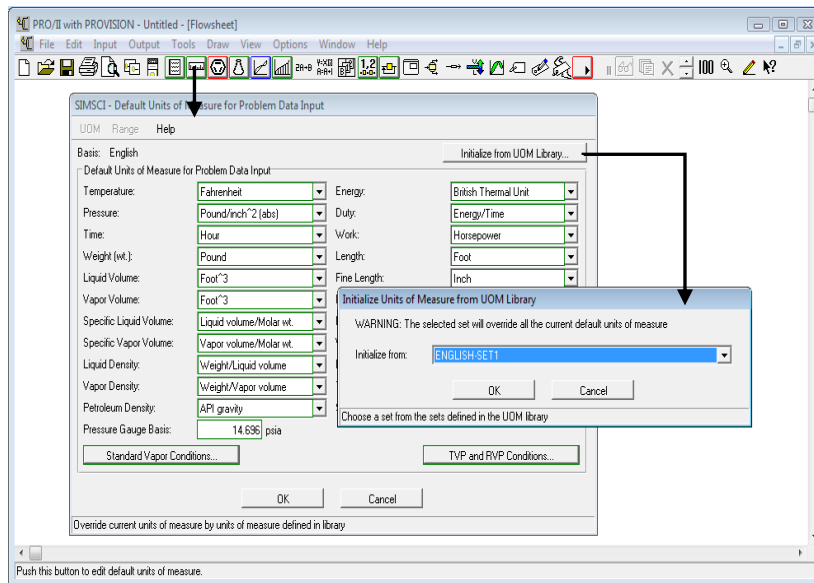 PRO/II with PROVISION - Untitled - [Flowsheet]
File Edit Input Output Tools Draw View Options Window Help
SIMSCI - Default Units of Measure for Problem Data Input
UOM Range Help
Basis: English
Initialize from UOM Library...
Default Units of Measure for Problem Data Input
Temperature: Fahrenheit Energy: British Thermal Unit
Pressure: Pound/inch^2 (abs) Duty: Energy/Time
Time: Hour Work: Horsepower
Weight (wt.): Pound Length: Foot
Liquid Volume: Foot^3 Fine Length: Inch
Vapor Volume: Foot^3
Specific Liquid Volume: Liquid volume/Molar wt.
Specific Vapor Volume: Vapor volume/Molar wt.
Liquid Density: Weight/Liquid volume
Vapor Density: Weight/Vapor volume
Petroleum Density: API gravity
Pressure Gauge Basis: 14.696 psia
Standard Vapor Conditions... TVP and RVP Conditions...
OK Cancel
Override current units of measure by units of measure defined in library
Initialize Units of Measure from UOM Library
WARNING: The selected set will override all the current default units of measure
Initialize from: ENGLISH-SET1
OK Cancel
Choose a set from the sets defined in the UOM library
Push this button to edit default units of measure.